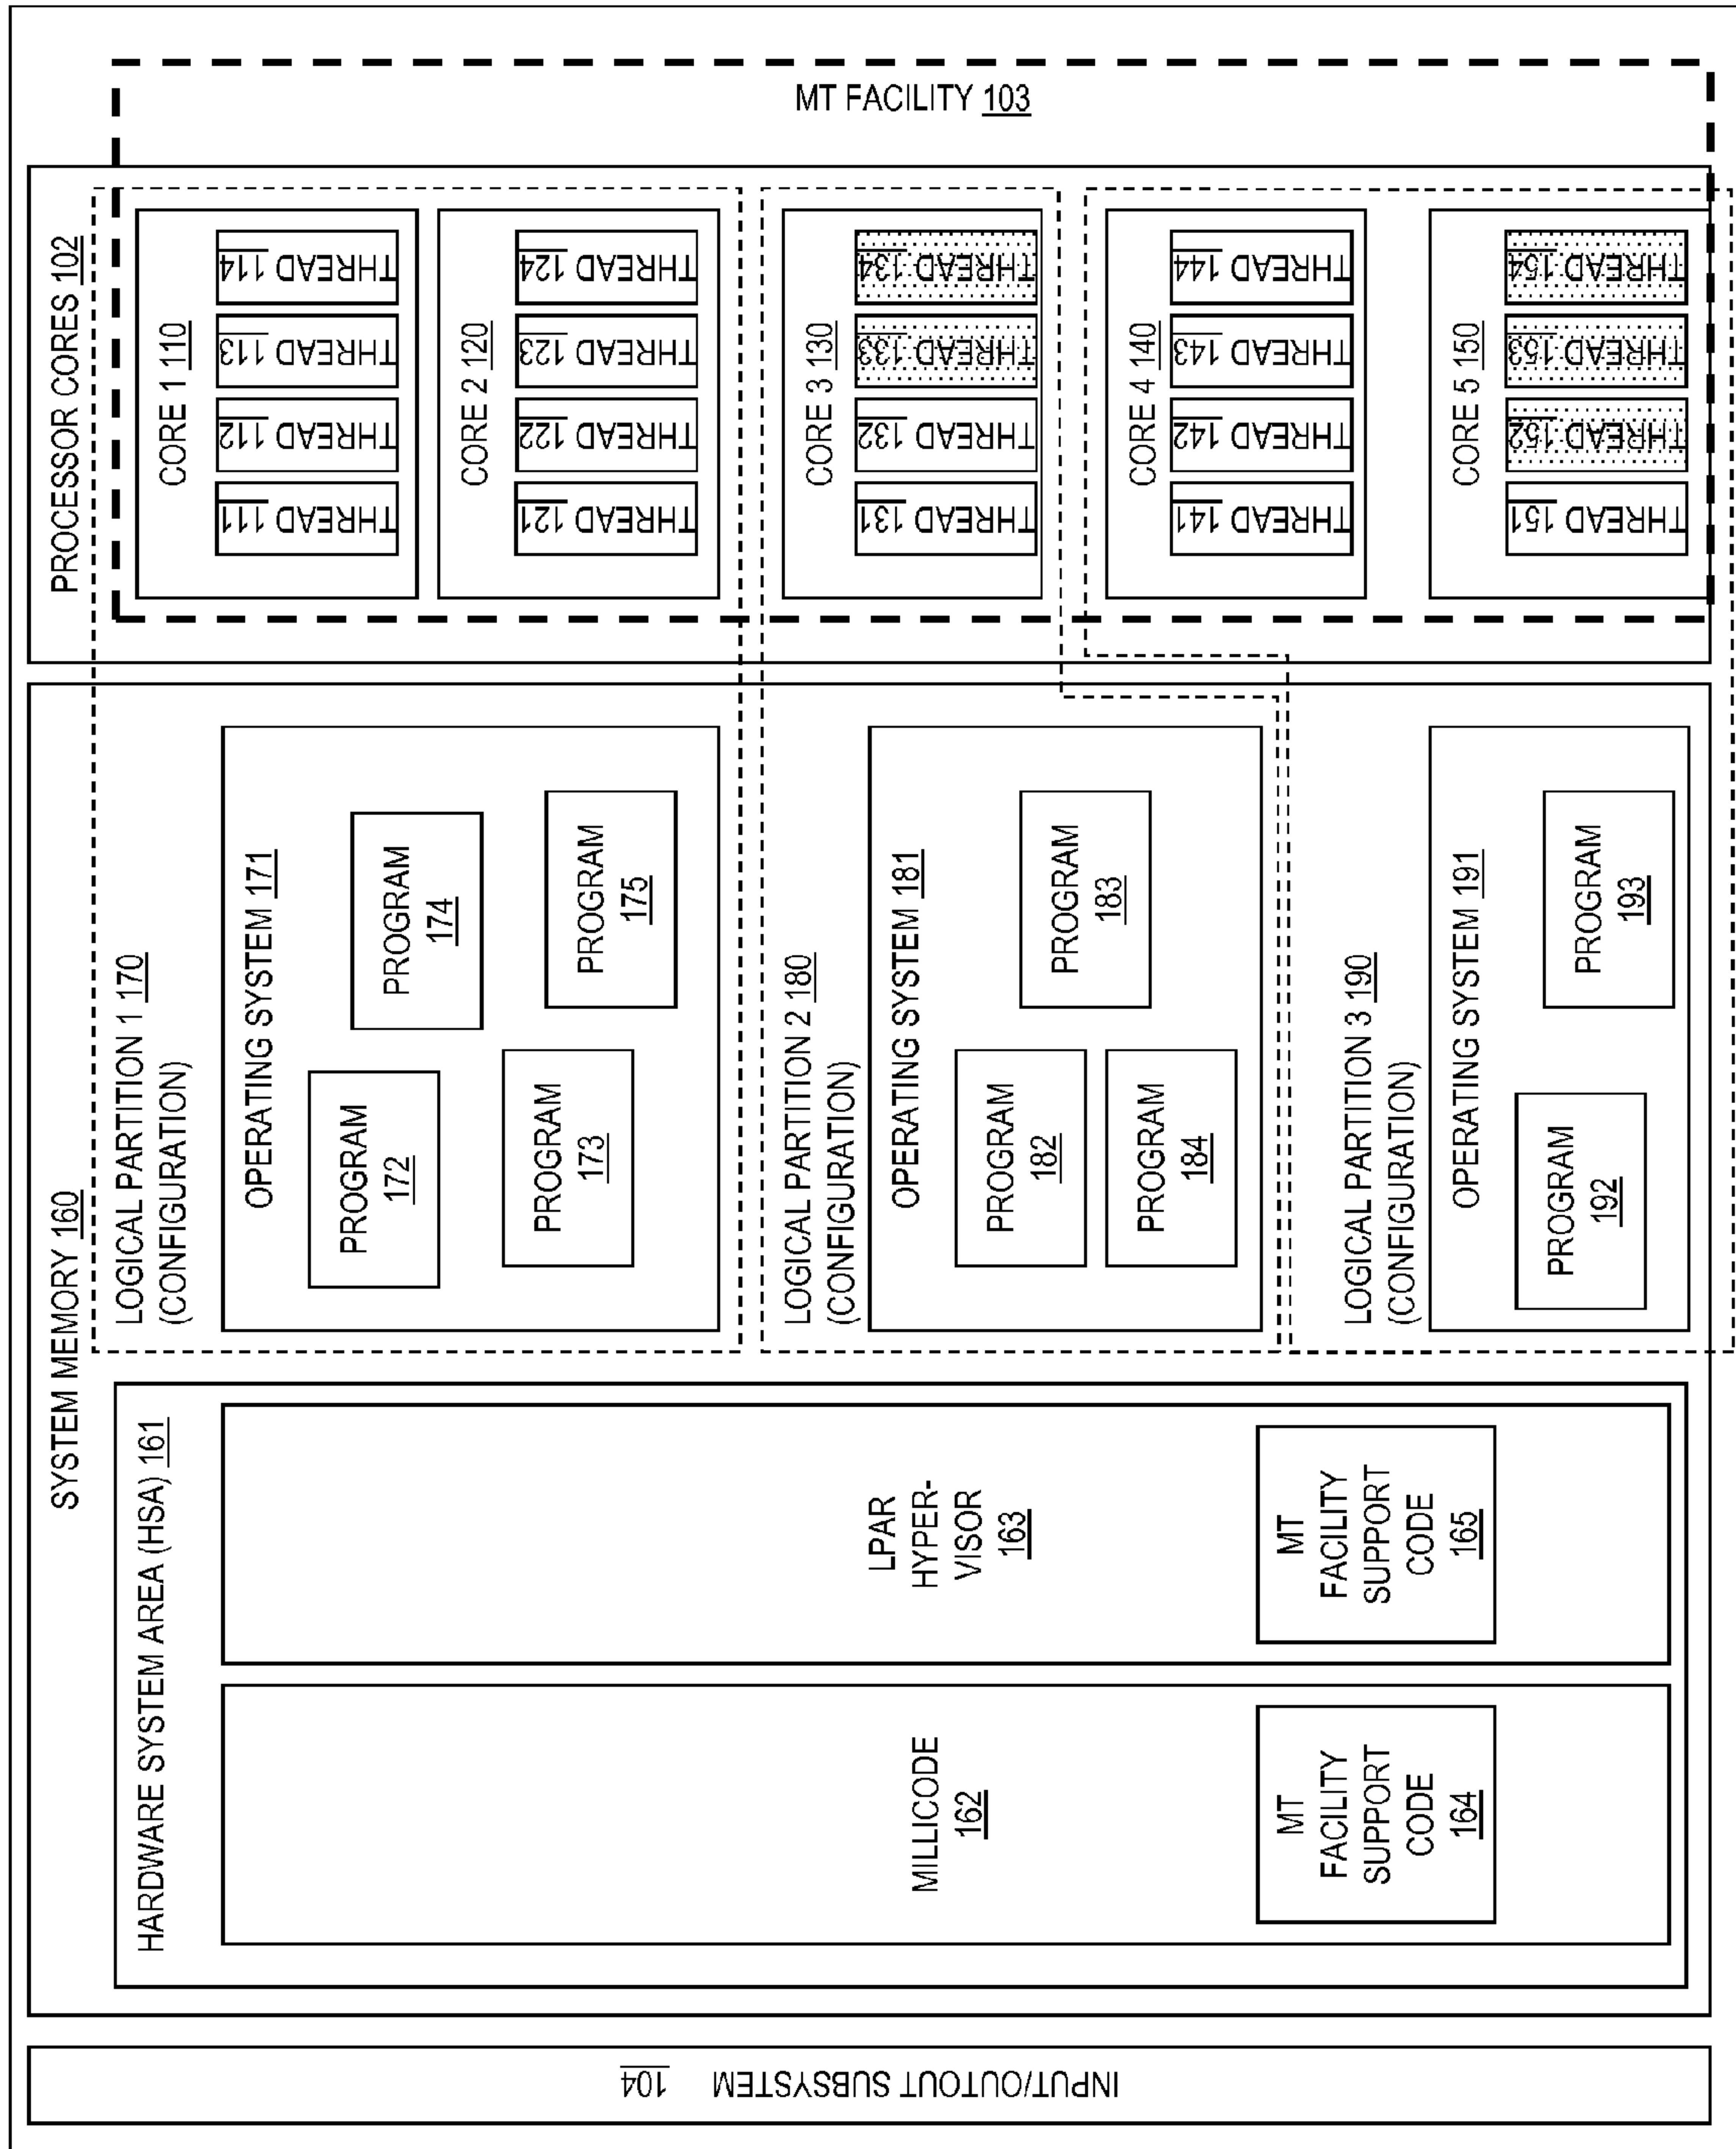 PROCESSOR CORES 102
MT FACILITY 103
CORE 1 110
THREAD 111
THREAD 112
THREAD 113
THREAD 114
CORE 2 120
THREAD 121
THREAD 122
THREAD 123
THREAD 124
CORE 3 130
THREAD 131
THREAD 132
THREAD 133
THREAD 134
CORE 4 140
THREAD 141
THREAD 142
THREAD 143
THREAD 144
CORE 5 150
THREAD 151
THREAD 152
THREAD 153
THREAD 154
SYSTEM MEMORY 160
LOGICAL PARTITION 1 170
(CONFIGURATION)
OPERATING SYSTEM 171
PROGRAM
172
PROGRAM
174
PROGRAM
173
PROGRAM
175
LOGICAL PARTITION 2 180
(CONFIGURATION)
OPERATING SYSTEM 181
PROGRAM
182
PROGRAM
183
PROGRAM
184
LOGICAL PARTITION 3 190
(CONFIGURATION)
OPERATING SYSTEM 191
PROGRAM
192
PROGRAM
193
HARDWARE SYSTEM AREA (HSA) 161
MILLICODE
162
MT
FACILITY
SUPPORT
CODE
164
LPAR
HYPER-
VISOR
163
MT
FACILITY
SUPPORT
CODE
165
INPUT/OUTOUT SUBSYSTEM 104